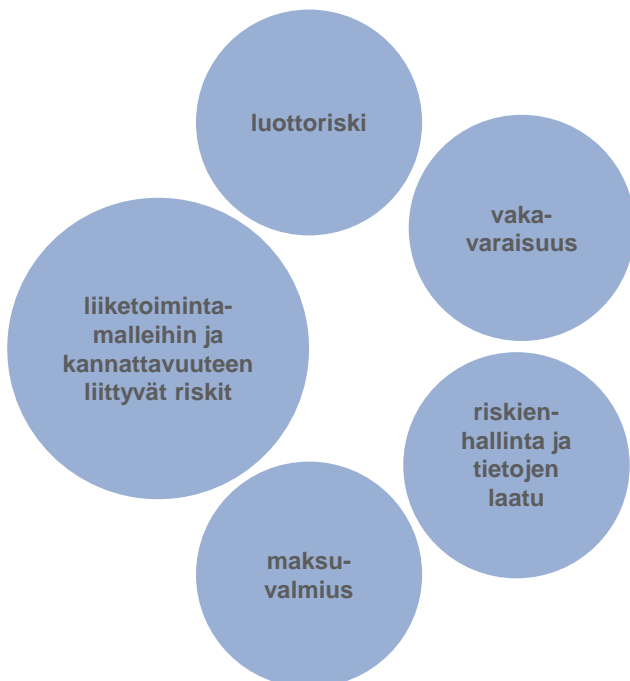 luottoriski
vaka-
varaisuus
liiketoiminta-
malleihin ja
kannattavuuteen
liittyvät riskit
riskien-
hallinta ja
tietojen
laatu
maksu-
valmius